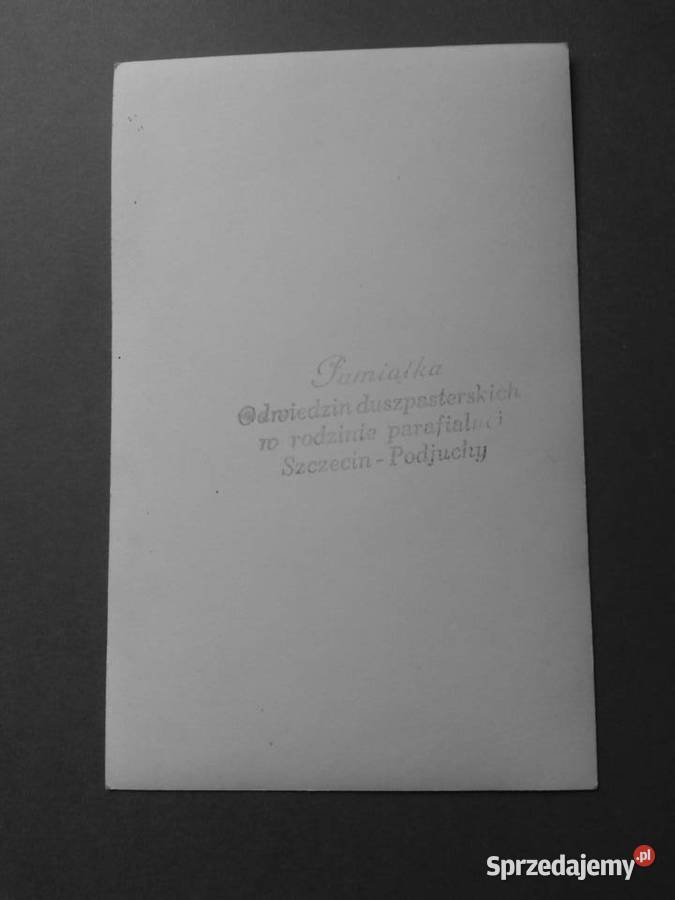 Pamiątka
Odwiedzin duszpasterskich
w rodzinie parafialnej
Szczecin - Podjuchy
Sprzedajemy.pl